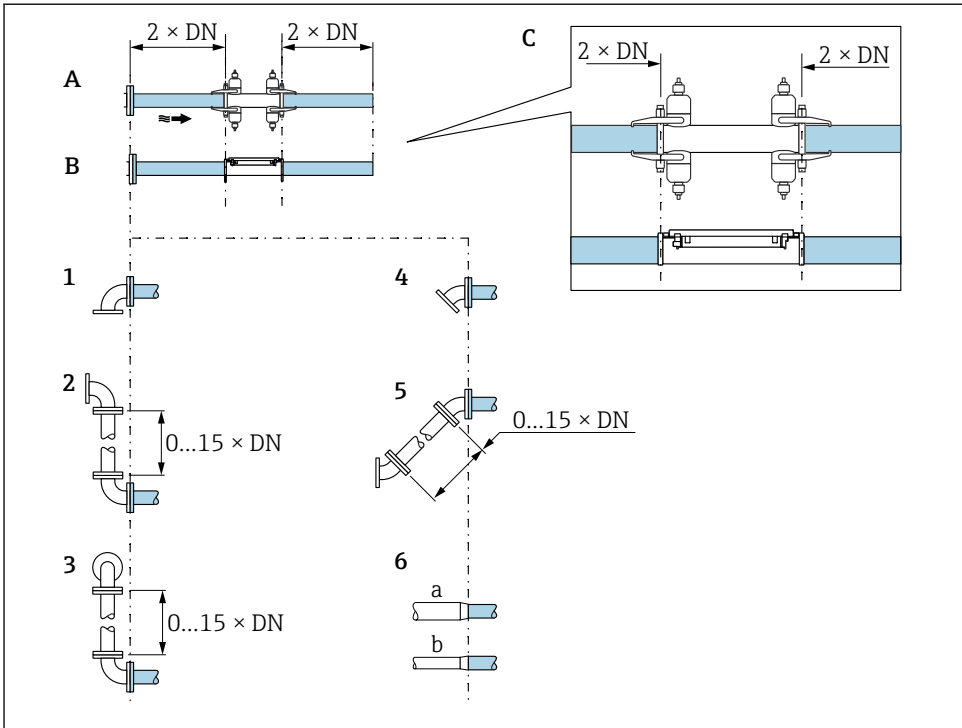 2 × DN
2 × DN
A
B
C
2 × DN
2 × DN
1
4
2
0...15 × DN
5
0...15 × DN
3
0...15 × DN
6
a
b